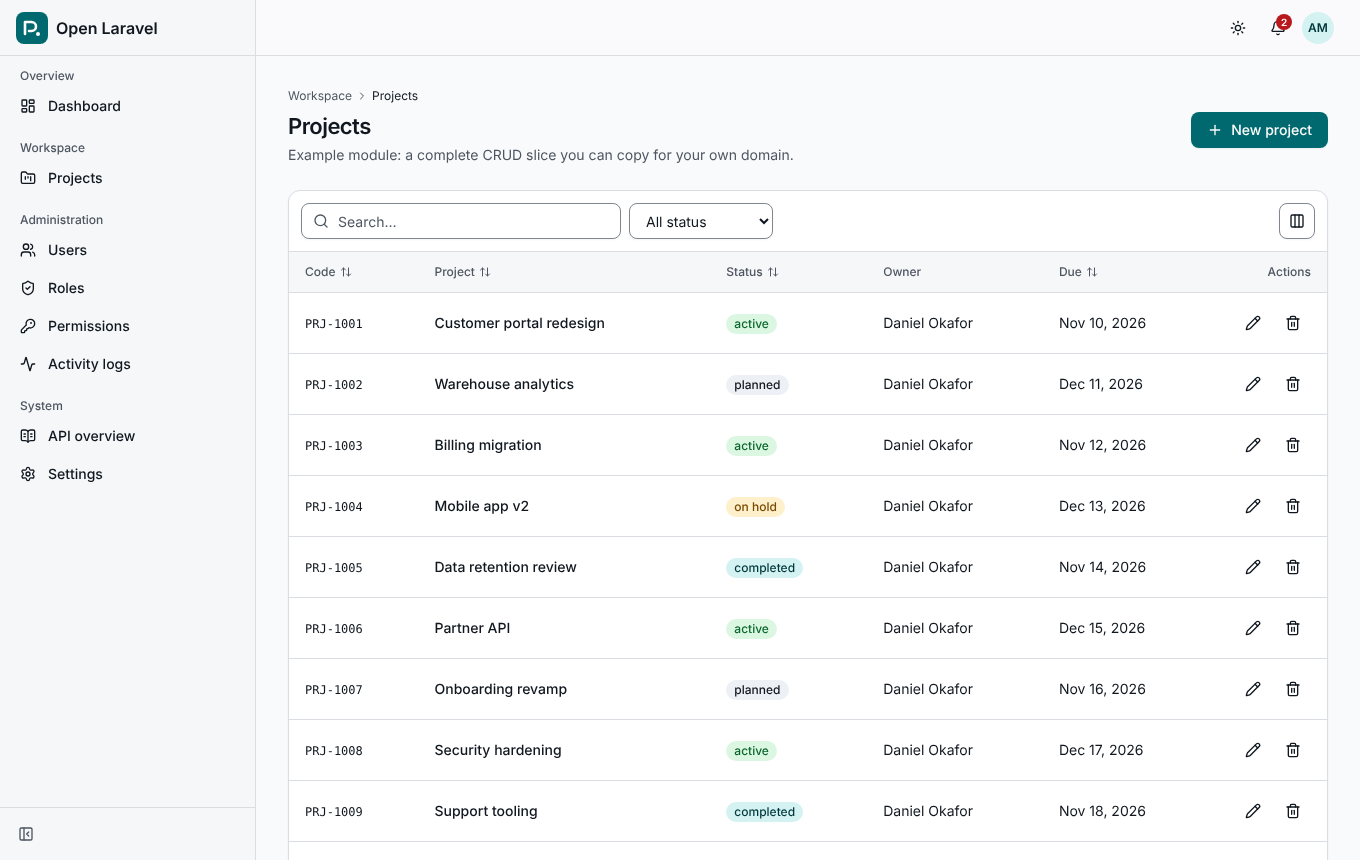 Open Laravel
2
AM
Overview
Dashboard
Workspace
Projects
Administration
Users
Roles
Permissions
Activity logs
System
API overview
Settings
Workspace > Projects
Projects
Example module: a complete CRUD slice you can copy for your own domain.
New project
Search...
All status
Code Project Status Owner Due Actions
PRJ-1001 Customer portal redesign active Daniel Okafor Nov 10, 2026
PRJ-1002 Warehouse analytics planned Daniel Okafor Dec 11, 2026
PRJ-1003 Billing migration active Daniel Okafor Nov 12, 2026
PRJ-1004 Mobile app v2 on hold Daniel Okafor Dec 13, 2026
PRJ-1005 Data retention review completed Daniel Okafor Nov 14, 2026
PRJ-1006 Partner API active Daniel Okafor Dec 15, 2026
PRJ-1007 Onboarding revamp planned Daniel Okafor Nov 16, 2026
PRJ-1008 Security hardening active Daniel Okafor Dec 17, 2026
PRJ-1009 Support tooling completed Daniel Okafor Nov 18, 2026